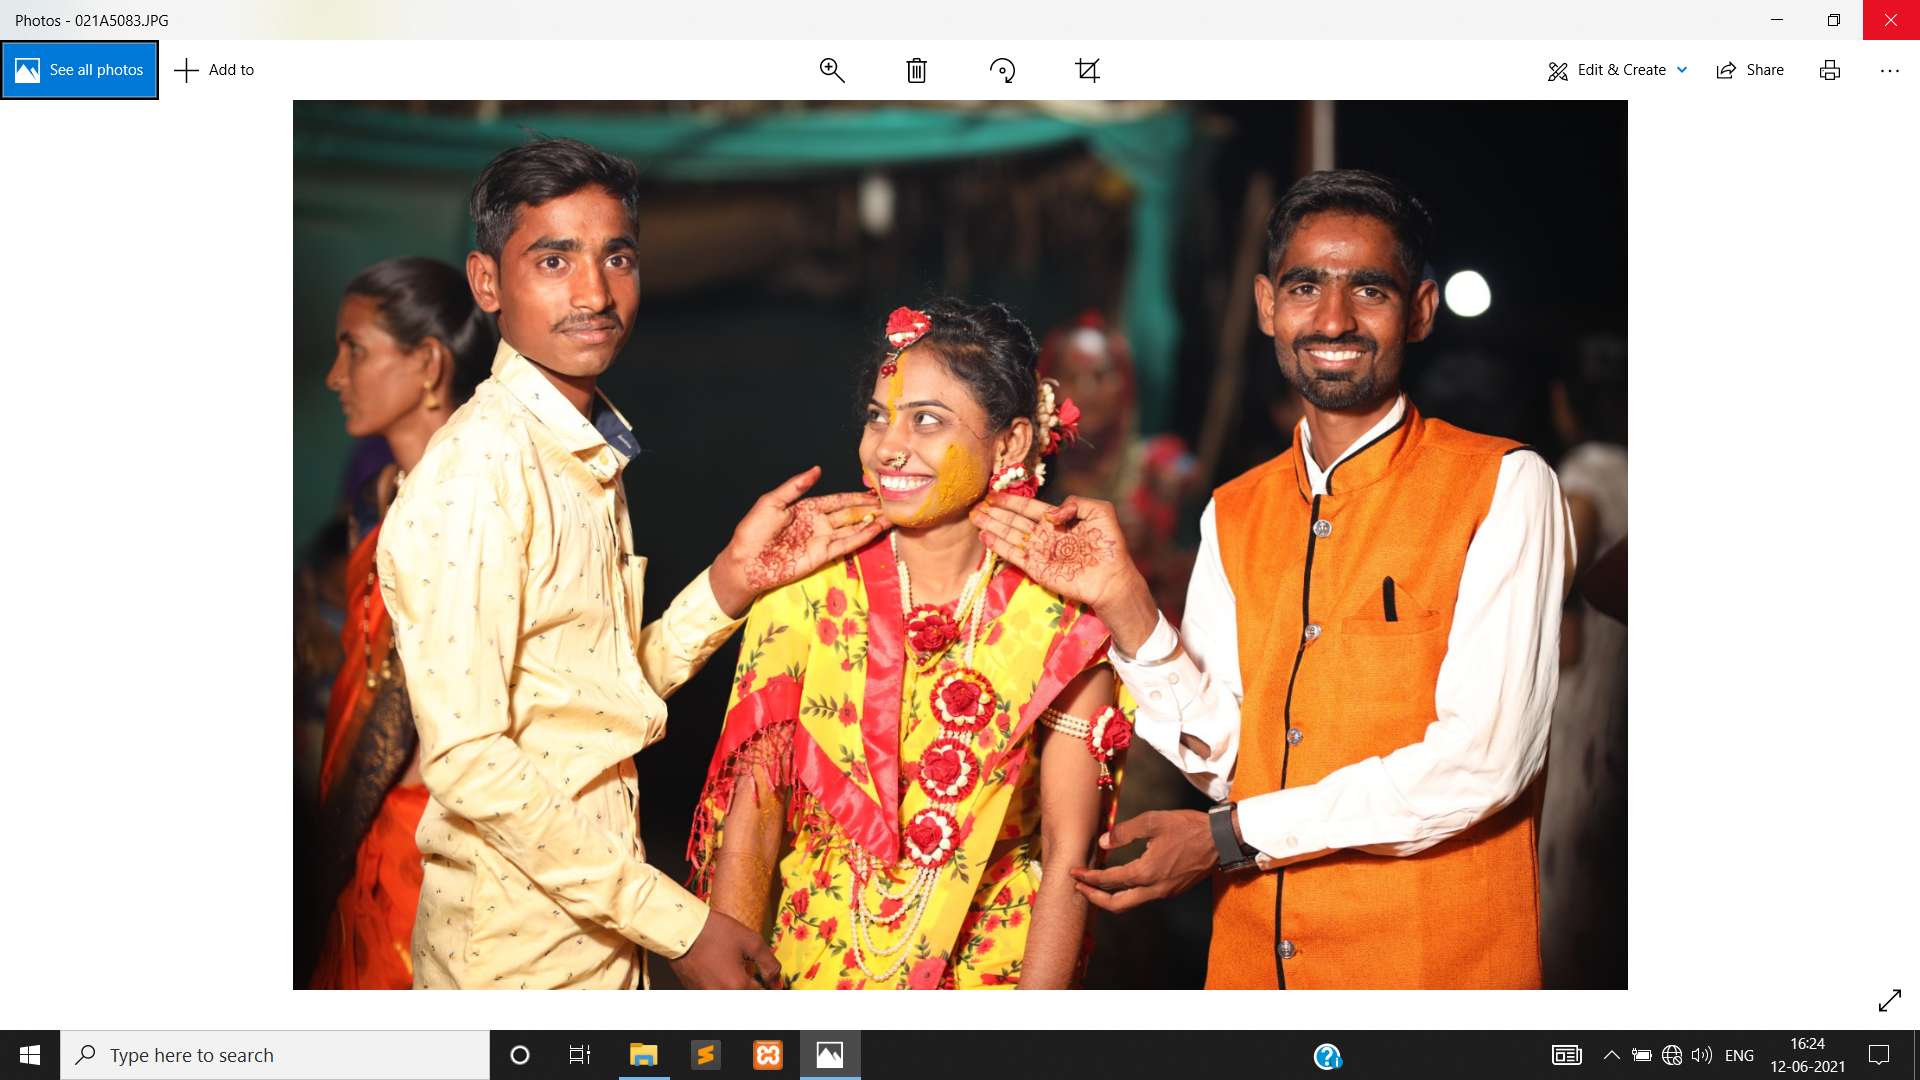 Photos - 021A5083.JPG
See all photos
Add to
Edit & Create
Share
Type here to search
ENG
16:24
12-06-2021